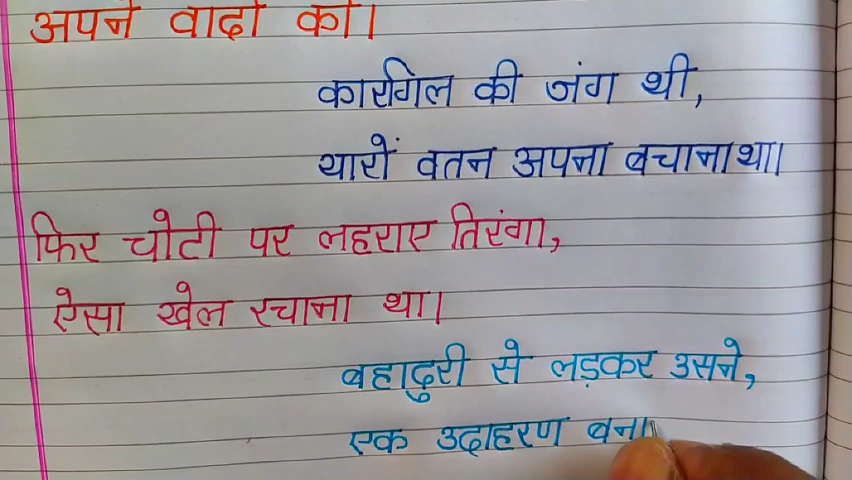 अपने वादों को।
कारगिल की जंग थी,
यारों वतन अपना बचाना था।
फिर चोटी पर लहराए तिरंगा,
ऐसा खेल रचाना था।
बहादुरी से लड़कर उसने,
एक उदाहरण बना